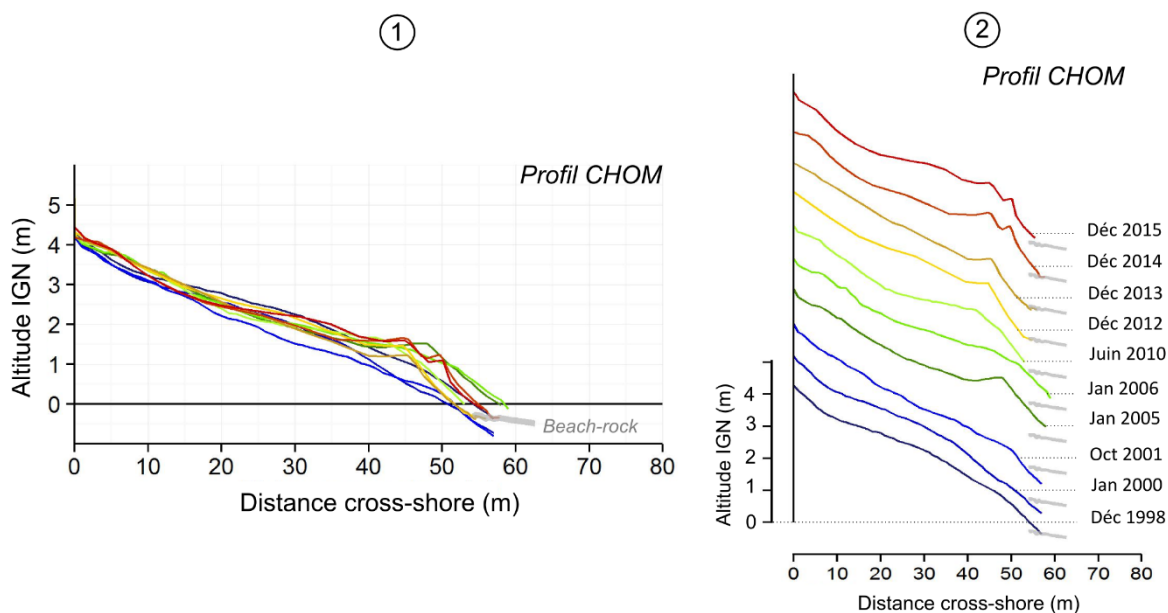 ①
Profil CHOM
Altitude IGN (m)
5
4
3
2
1
0
Beach-rock
0 10 20 30 40 50 60 70 80
Distance cross-shore (m)
②
Profil CHOM
Déc 2015
Déc 2014
Déc 2013
Déc 2012
Juin 2010
Jan 2006
Jan 2005
Oct 2001
Jan 2000
Déc 1998
Altitude IGN (m)
4
3
2
1
0
0 10 20 30 40 50 60 70 80
Distance cross-shore (m)